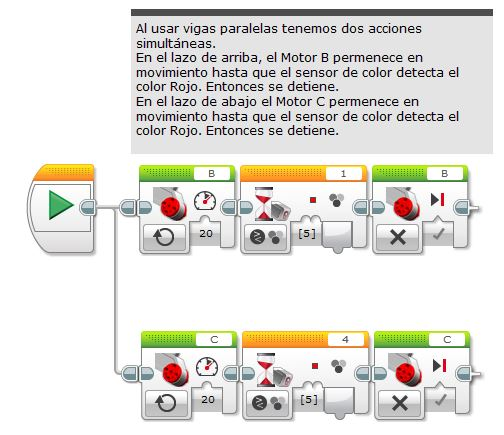 Al usar vigas paralelas tenemos dos acciones
simultáneas.
En el lazo de arriba, el Motor B permenece en
movimiento hasta que el sensor de color detecta el
color Rojo. Entonces se detiene.
En el lazo de abajo el Motor C permenece en
movimiento hasta que el sensor de color detecta el
color Rojo. Entonces se detiene.
B 1 B
20 [5]
C 4 C
20 [5]